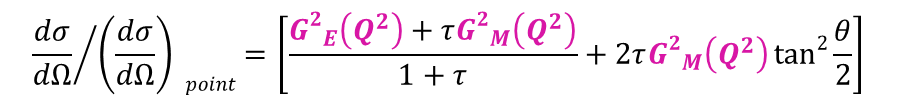 dσ/dΩ / (dσ/dΩ)_point = [ (G²_E(Q²) + τG²_M(Q²)) / (1 + τ) + 2τG²_M(Q²) tan² θ/2 ]